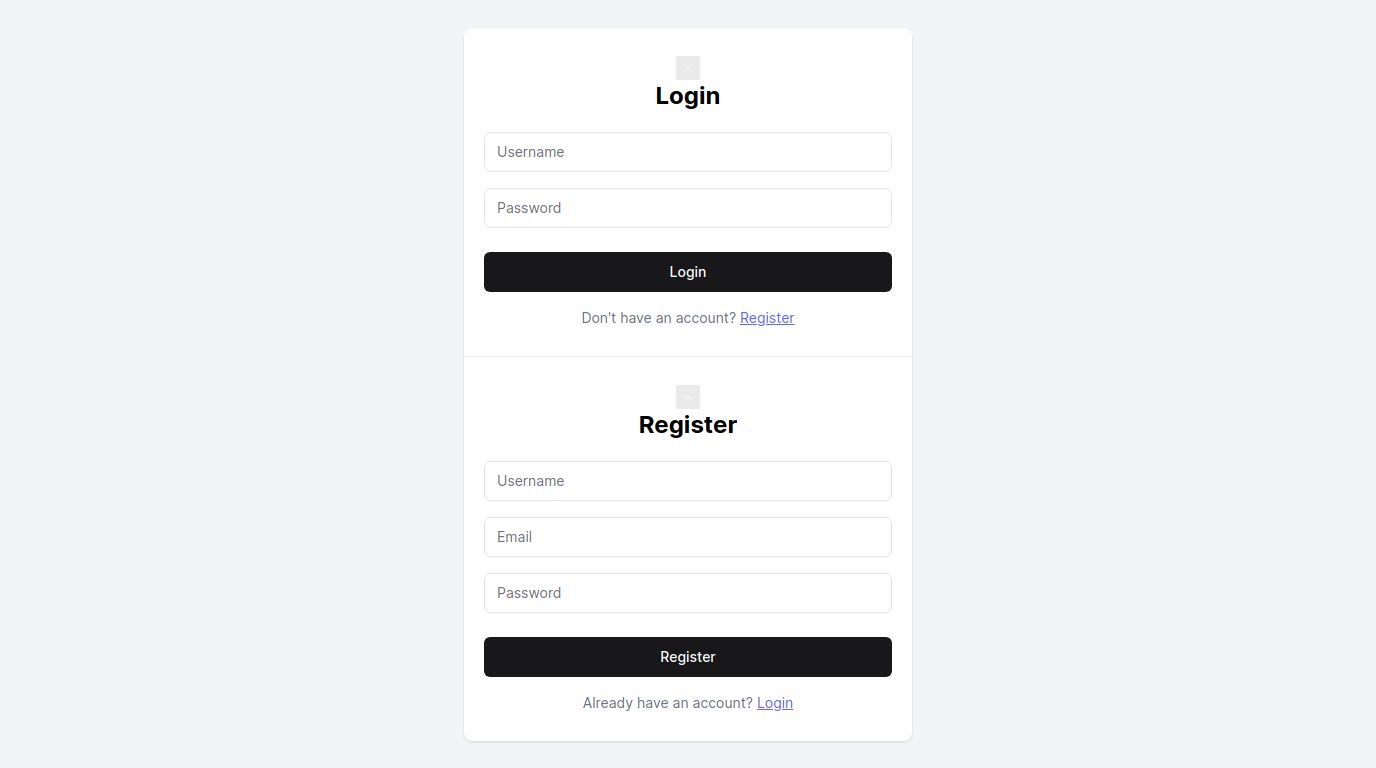 Login
Username
Password
Login
Don't have an account? Register
Register
Username
Email
Password
Register
Already have an account? Login